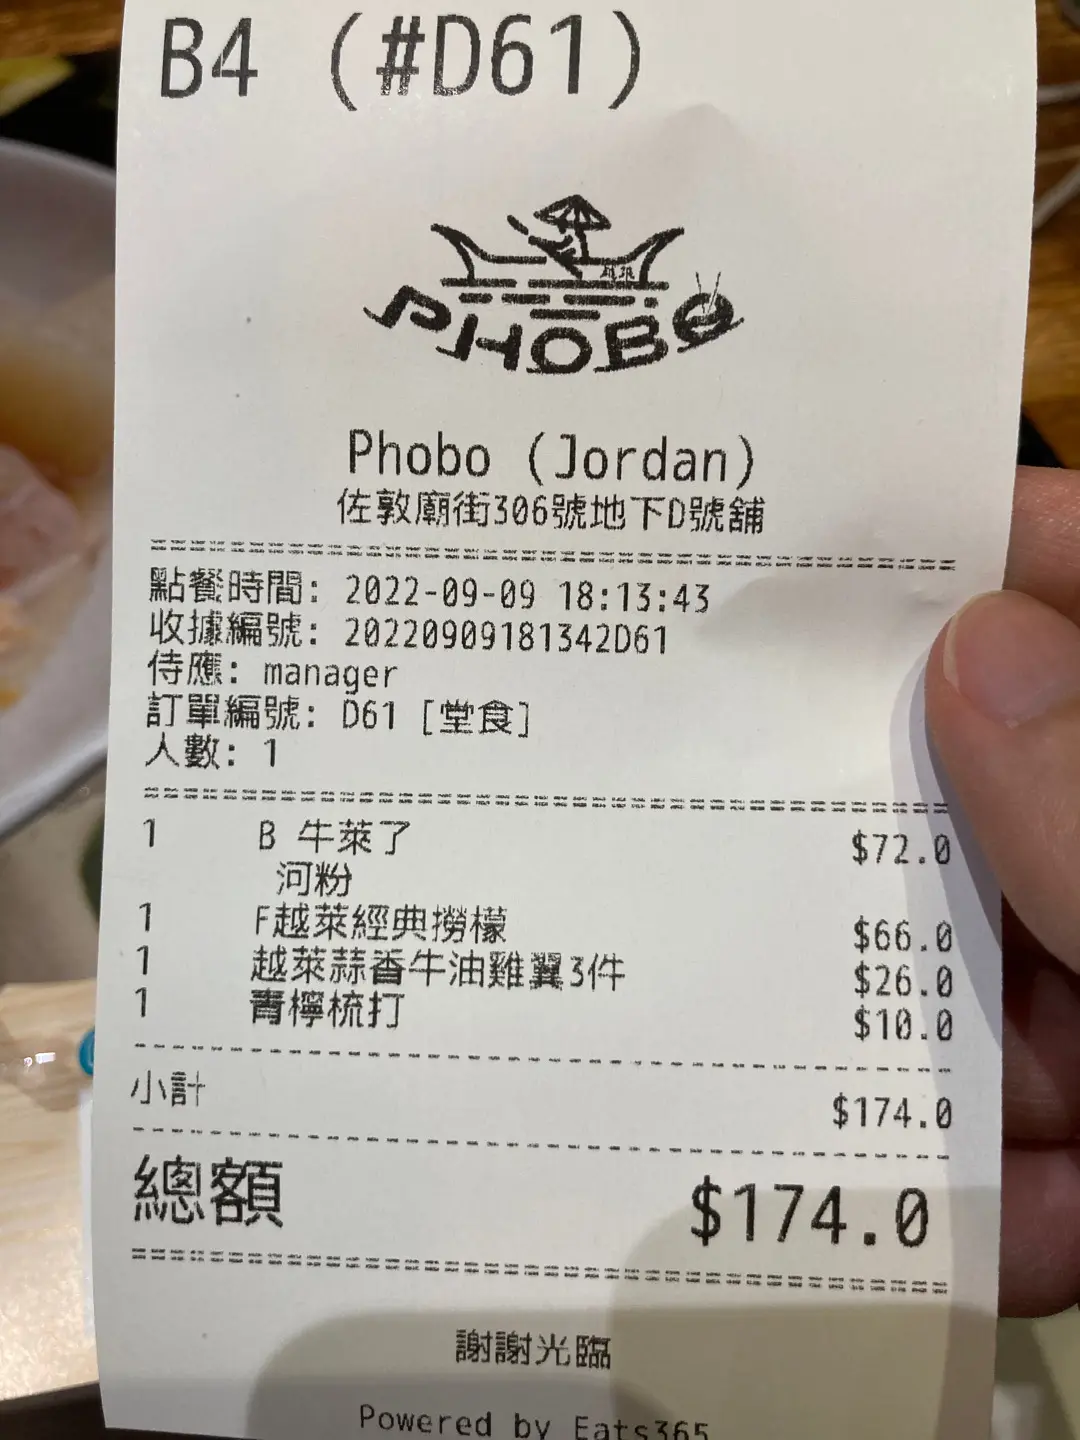 B4 (#D61)
PHOBO
Phobo (Jordan)
佐敦廟街306號地下D號舖
點餐時間: 2022-09-09 18:13:43
收據編號: 20220909181342D61
侍應: manager
訂單編號: D61 [堂食]
人數: 1
1 B 牛萊了 $72.0
河粉
1 F越萊經典撈檬 $66.0
1 越萊蒜香牛油雞翼3件 $26.0
1 青檸梳打 $10.0
小計 $174.0
總額 $174.0
謝謝光臨
Powered by Eats365